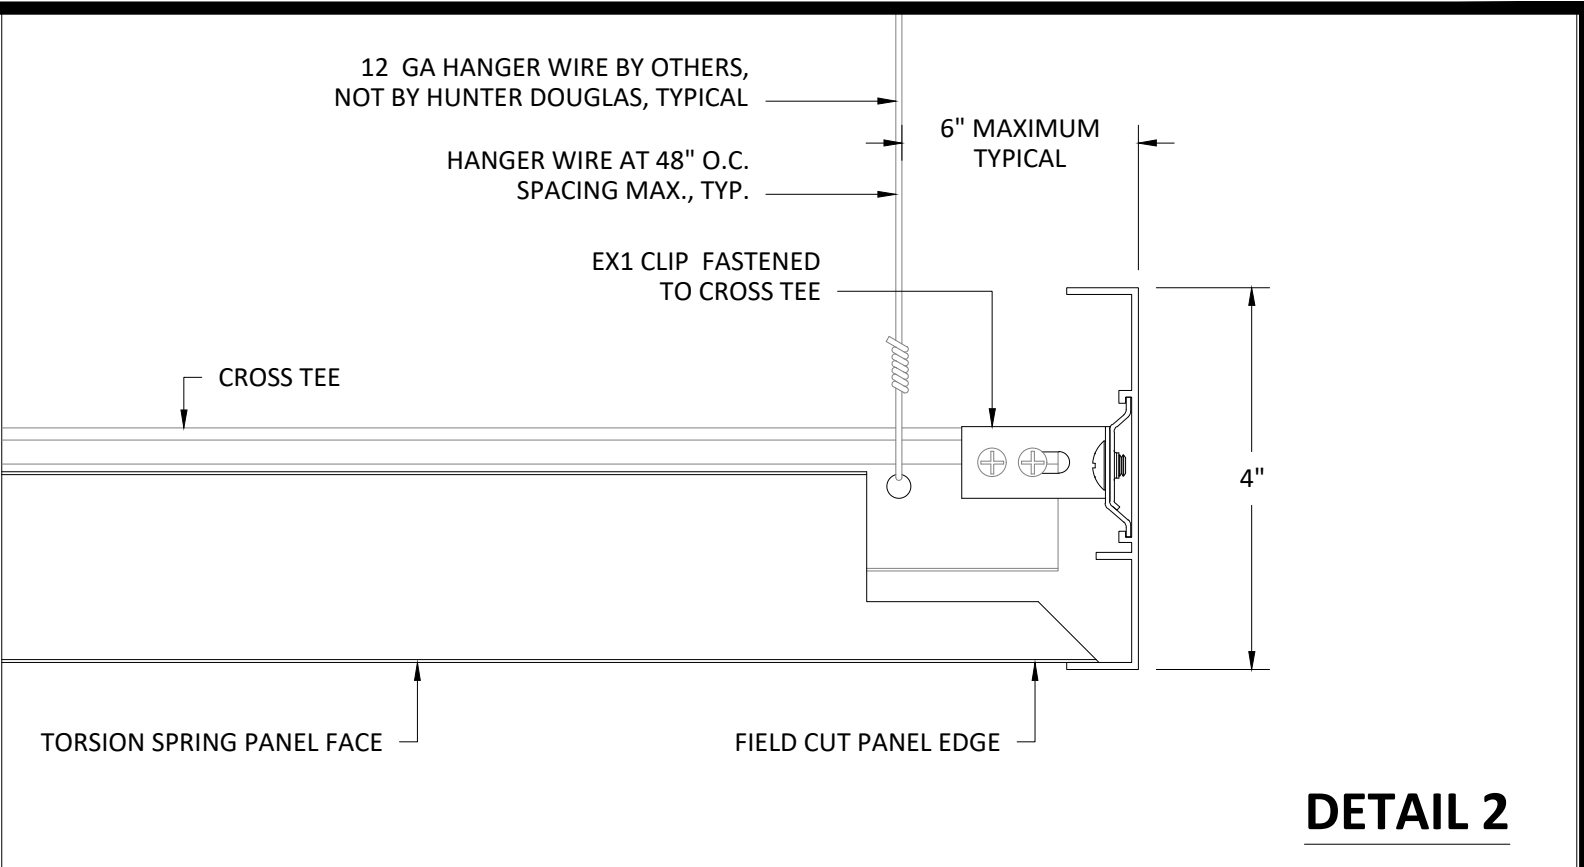 12 GA HANGER WIRE BY OTHERS,
NOT BY HUNTER DOUGLAS, TYPICAL
6" MAXIMUM
TYPICAL
HANGER WIRE AT 48" O.C.
SPACING MAX., TYP.
EX1 CLIP FASTENED
TO CROSS TEE
CROSS TEE
4"
TORSION SPRING PANEL FACE
FIELD CUT PANEL EDGE
DETAIL 2